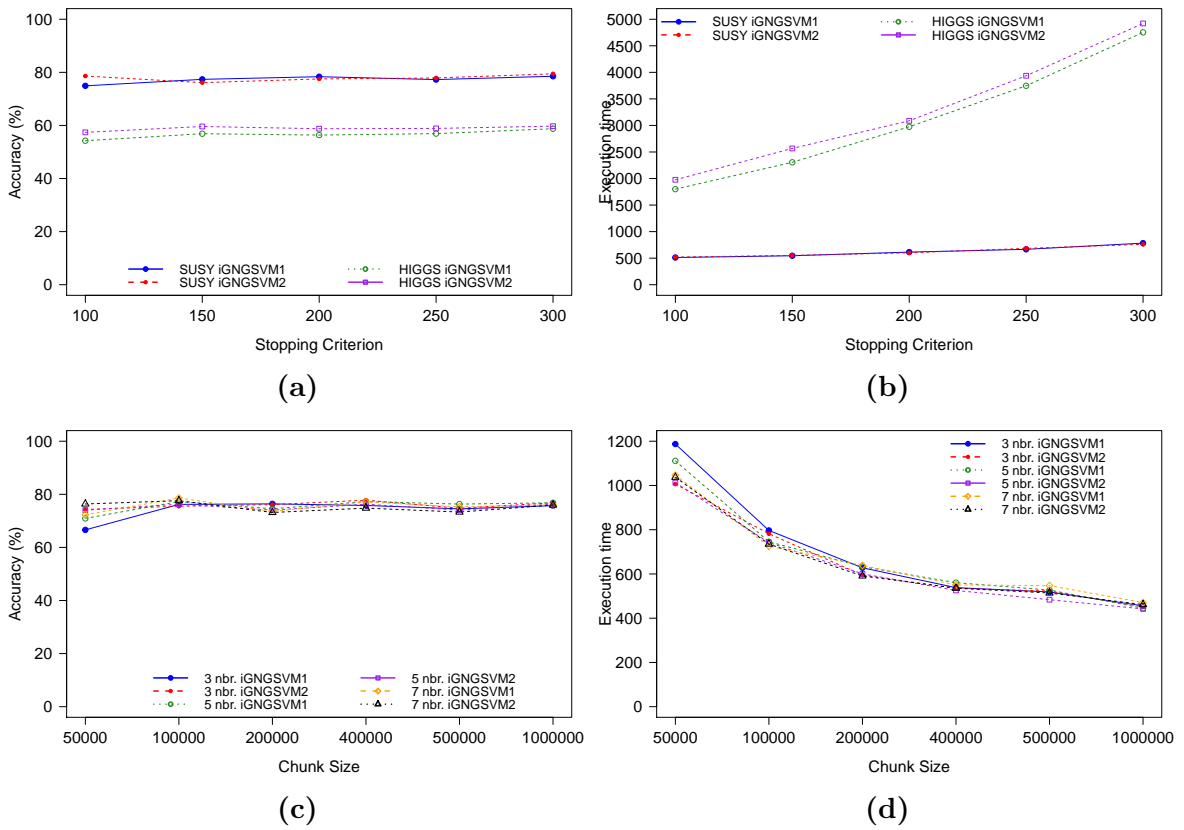 100
80
60
40
20
0
Accuracy (%)
SUSY iGNGSVM1
SUSY iGNGSVM2
HIGGS iGNGSVM1
HIGGS iGNGSVM2
100 150 200 250 300
Stopping Criterion
(a)
5000
4500
4000
3500
3000
2500
2000
1500
1000
500
0
Execution time
SUSY iGNGSVM1
SUSY iGNGSVM2
HIGGS iGNGSVM1
HIGGS iGNGSVM2
100 150 200 250 300
Stopping Criterion
(b)
100
80
60
40
20
0
Accuracy (%)
3 nbr. iGNGSVM1
3 nbr. iGNGSVM2
5 nbr. iGNGSVM1
5 nbr. iGNGSVM2
7 nbr. iGNGSVM1
7 nbr. iGNGSVM2
50000 100000 200000 400000 500000 1000000
Chunk Size
(c)
1200
1000
800
600
400
200
0
Execution time
3 nbr. iGNGSVM1
3 nbr. iGNGSVM2
5 nbr. iGNGSVM1
5 nbr. iGNGSVM2
7 nbr. iGNGSVM1
7 nbr. iGNGSVM2
50000 100000 200000 400000 500000 1000000
Chunk Size
(d)